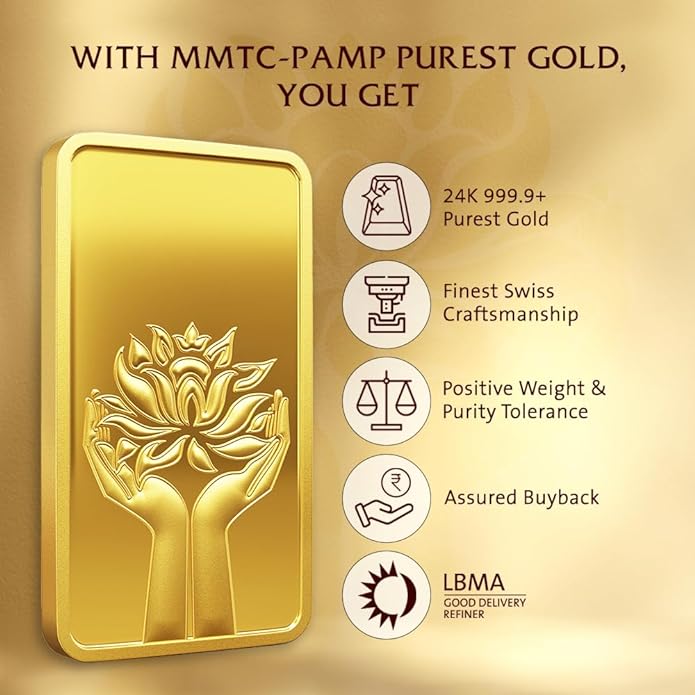 WITH MMTC-PAMP PUREST GOLD,
YOU GET
24K 999.9+
Purest Gold
Finest Swiss
Craftsmanship
Positive Weight &
Purity Tolerance
₹
Assured Buyback
LBMA
GOOD DELIVERY
REFINER